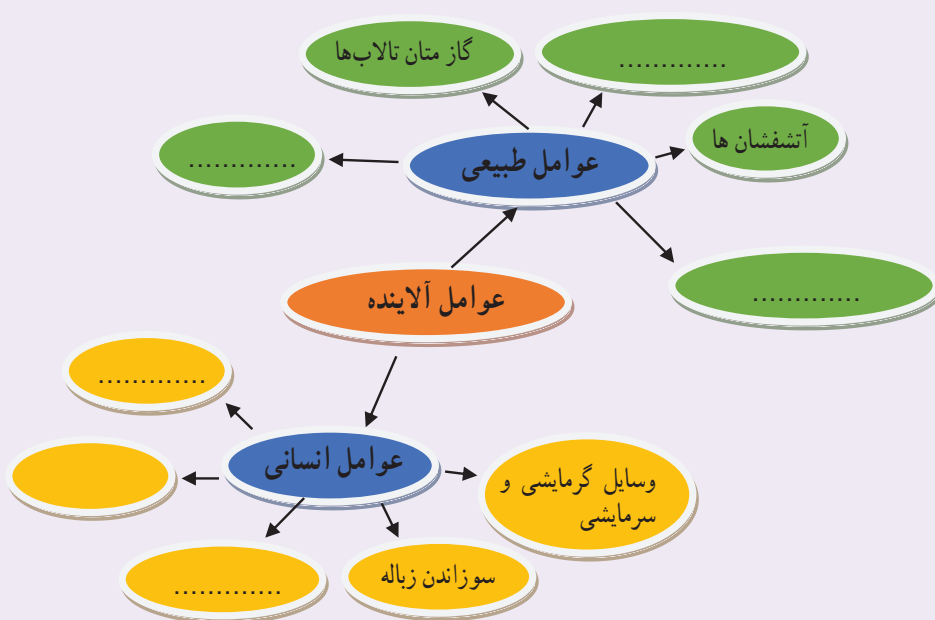 گاز متان تالاب‌ها
.............
آتشفشان ها
.............
عوامل طبیعی
.............
عوامل آلاینده
.............
عوامل انسانی
وسایل گرمایشی و
سرمایشی
سوزاندن زباله
.............